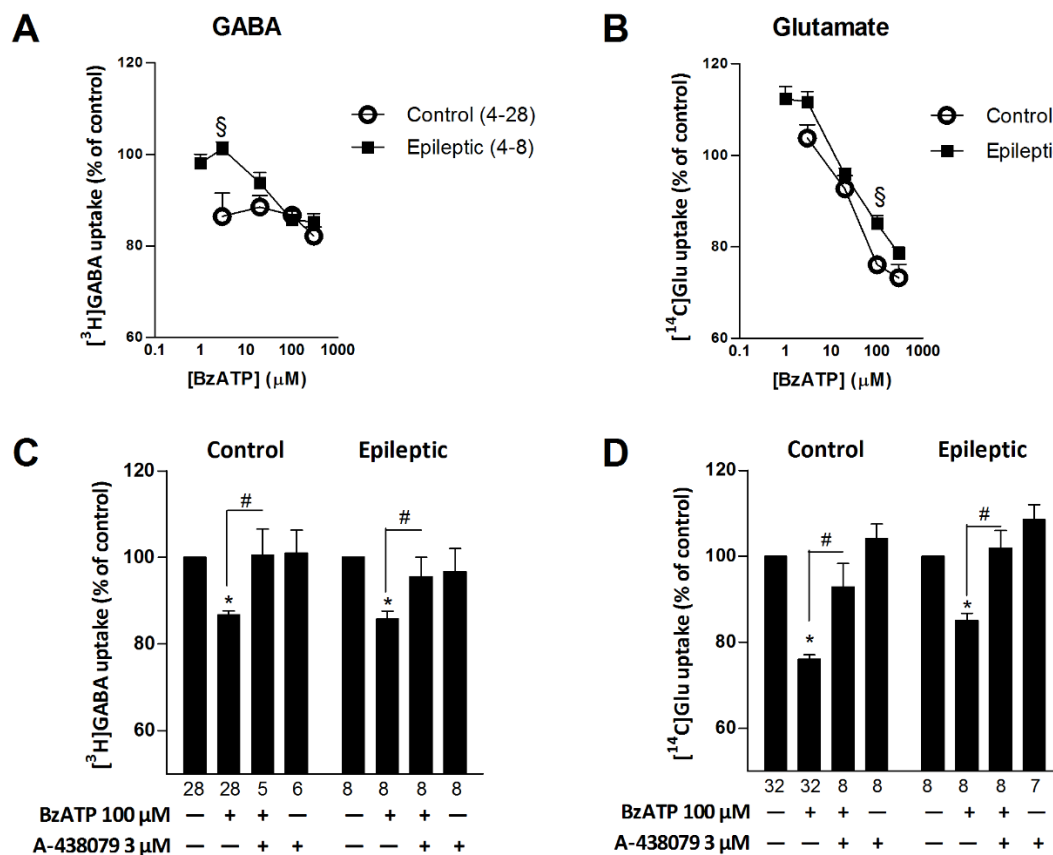 A
GABA
[³H]GABA uptake (% of control)
120
100
80
60
§
0.1 1 10 100 1000
[BzATP] (µM)
Control (4-28)
Epileptic (4-8)
B
Glutamate
[¹⁴C]Glu uptake (% of control)
120
100
80
60
§
0.1 1 10 100 1000
[BzATP] (µM)
Control
Epilepti
C
Control Epileptic
[³H]GABA uptake (% of control)
120
100
80
60
# #
* *
28 28 5 6 8 8 8 8
BzATP 100 µM — + + — — + + —
A-438079 3 µM — — + + — — + +
D
Control Epileptic
[¹⁴C]Glu uptake (% of control)
120
100
80
60
# #
* *
32 32 8 8 8 8 8 7
BzATP 100 µM — + + — — + + —
A-438079 3 µM — — + + — — + +